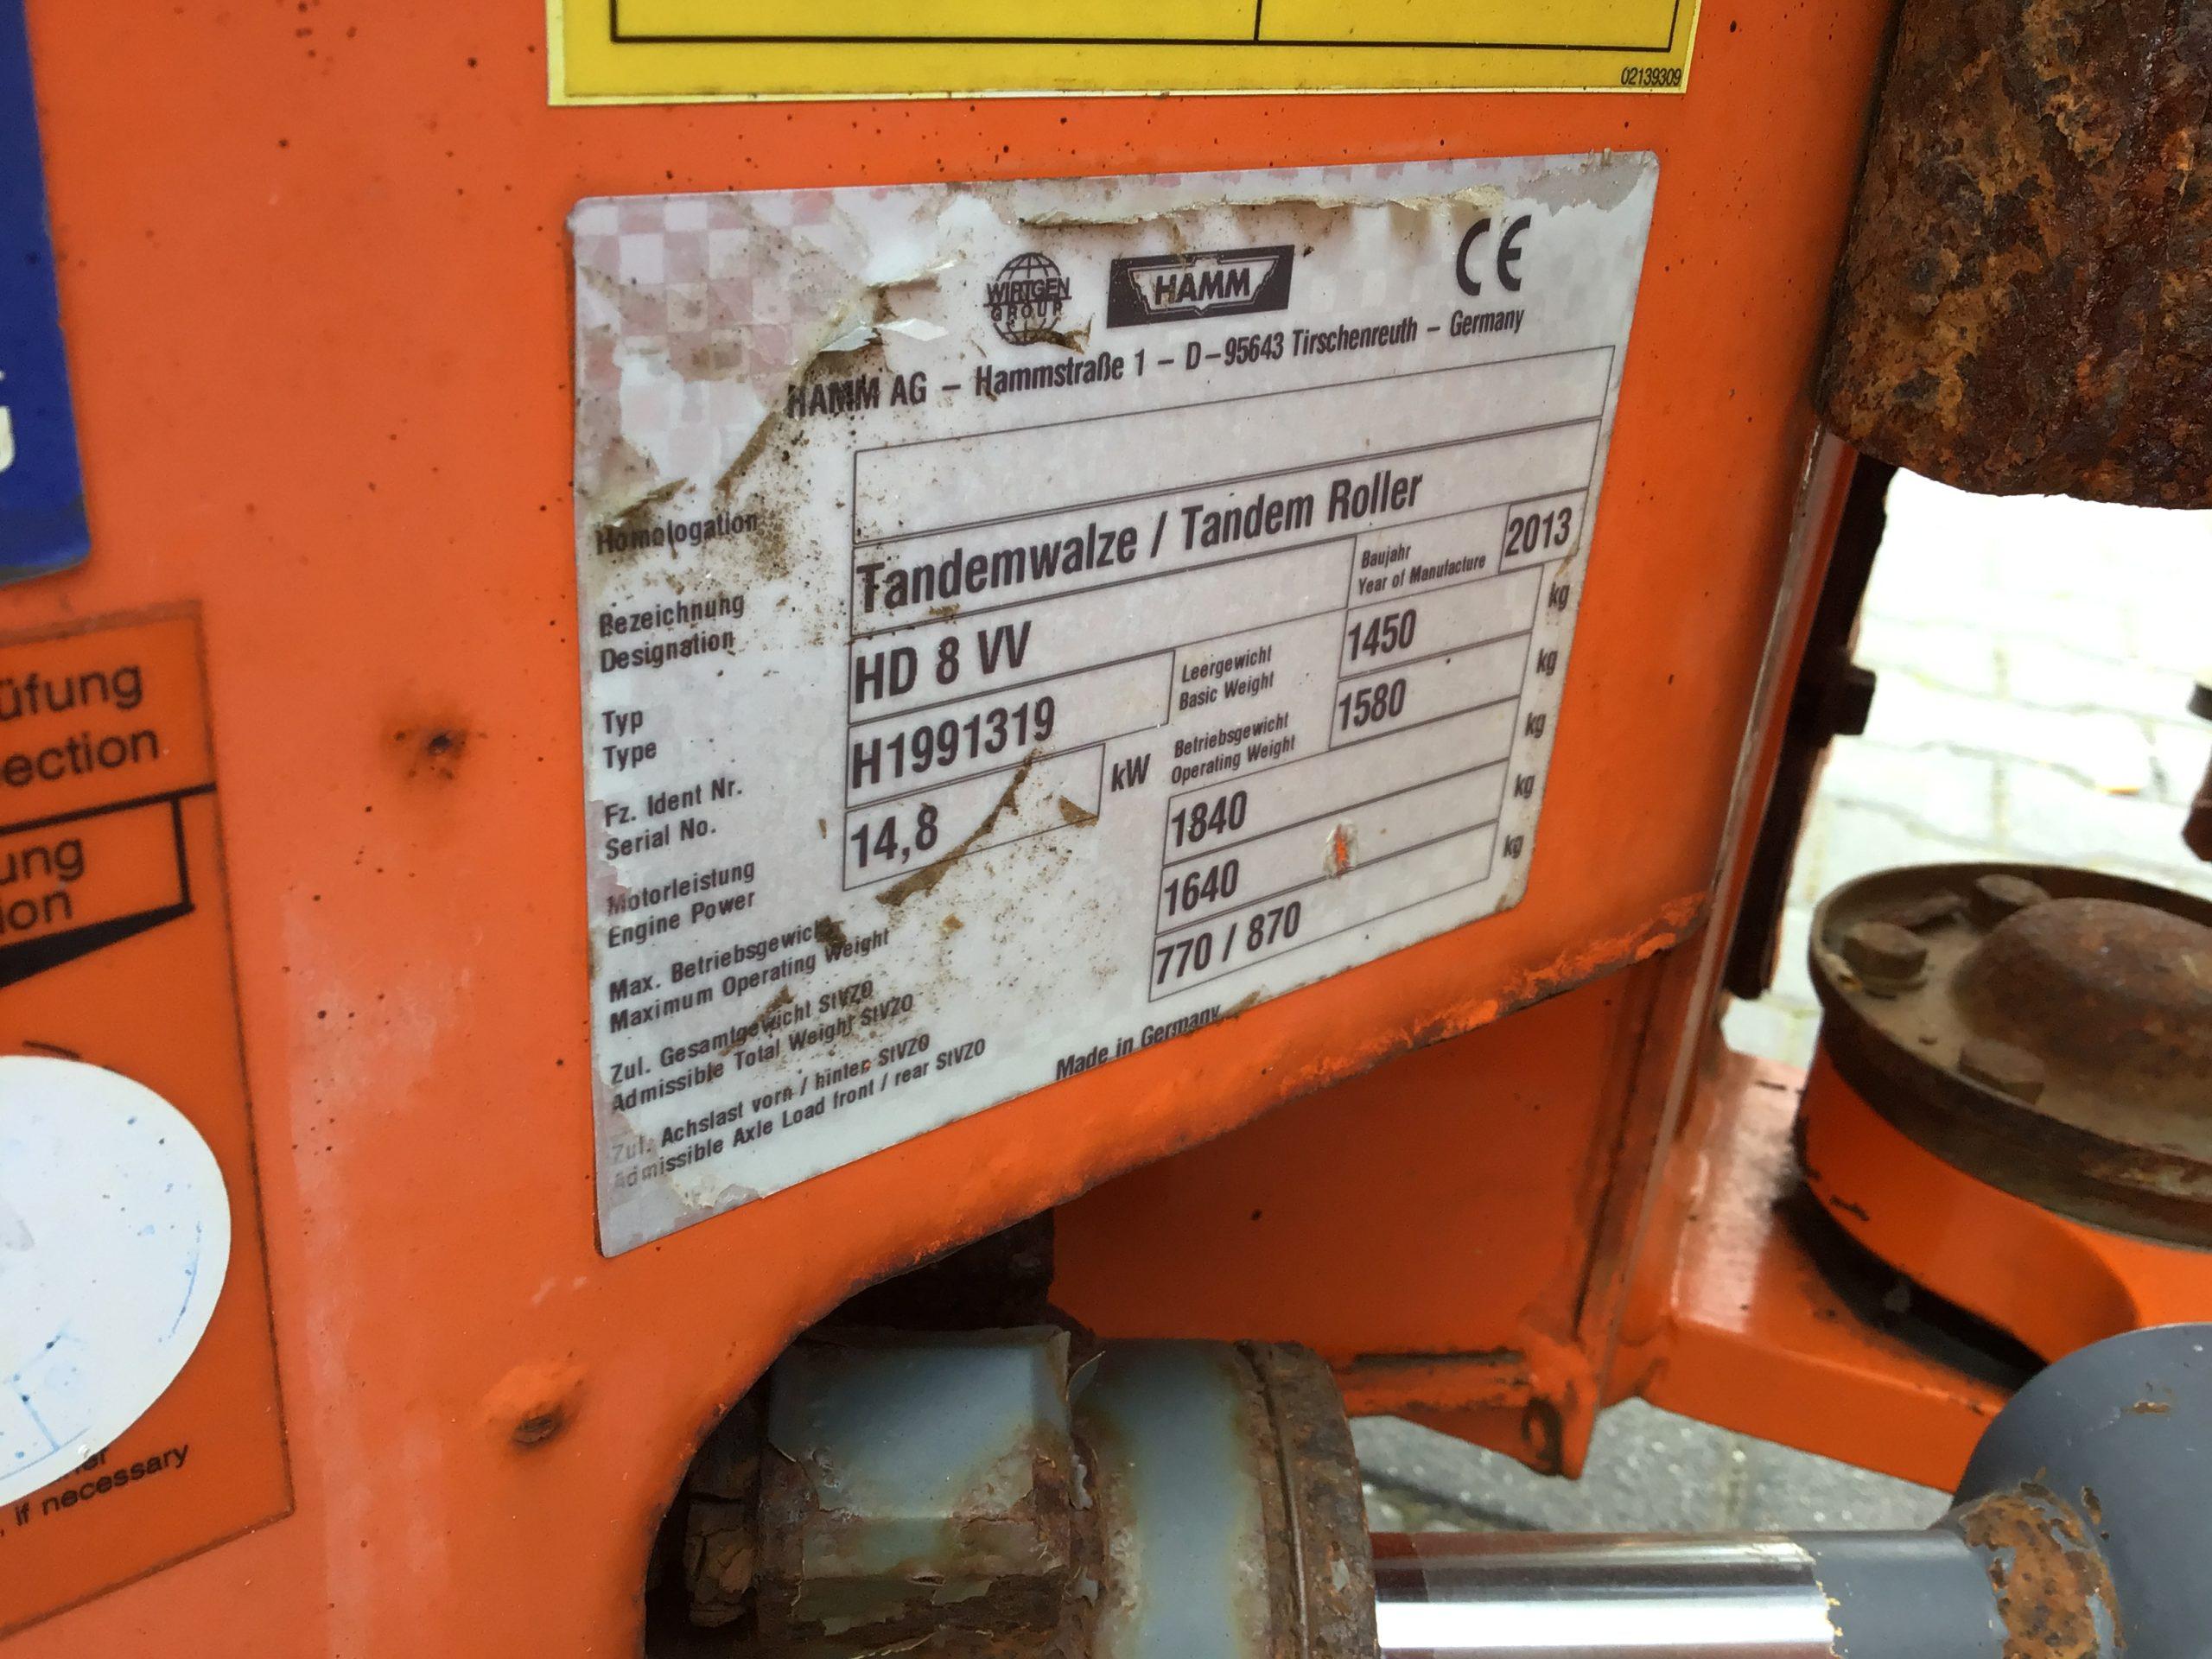 02139309
WIRTGEN
GROUP
HAMM
CE
HAMM AG – Hammstraße 1 – D–95643 Tirschenreuth – Germany
Homologation
Bezeichnung
Designation
Tandemwalze / Tandem Roller
Typ
Type
HD 8 VV
Baujahr
Year of Manufacture
2013
Fz. Ident Nr.
Serial No.
H1991319
Leergewicht
Basic Weight
1450
kg
Motorleistung
Engine Power
14,8
kW
Betriebsgewicht
Operating Weight
1580
kg
Max. Betriebsgewicht
Maximum Operating Weight
1840
kg
Zul. Gesamtgewicht StVZO
Admissible Total Weight StVZO
1640
kg
Zul. Achslast vorn / hinten StVZO
Admissible Axle Load front / rear StVZO
770 / 870
kg
Made in Germany
üfung
ection
ung
ion
, if necessary